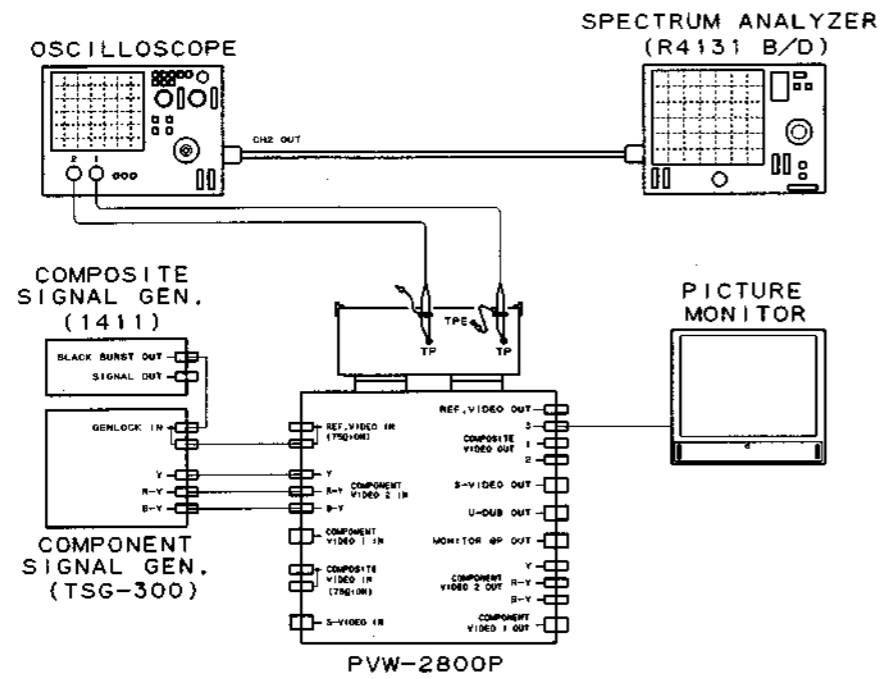 OSCILLOSCOPE
SPECTRUM ANALYZER
(R4131 B/D)
CH2 OUT
2 1
COMPOSITE
SIGNAL GEN.
(1411)
BLACK BURST OUT
SIGNAL OUT
GENLOCK IN
Y
R-Y
B-Y
COMPONENT
SIGNAL GEN.
(TSG-300)
TPE
TP
TP
PICTURE
MONITOR
REF.VIDEO IN
(75Ω:ON)
Y
R-Y
B-Y
COMPONENT
VIDEO 2 IN
COMPONENT
VIDEO 1 IN
COMPOSITE
VIDEO IN
(75Ω:ON)
S-VIDEO IN
REF.VIDEO OUT
3
COMPOSITE
VIDEO OUT
1
2
S-VIDEO OUT
U-DUB OUT
MONITOR OP OUT
Y
COMPONENT
VIDEO 2 OUT
R-Y
B-Y
COMPONENT
VIDEO 1 OUT
PVW-2800P